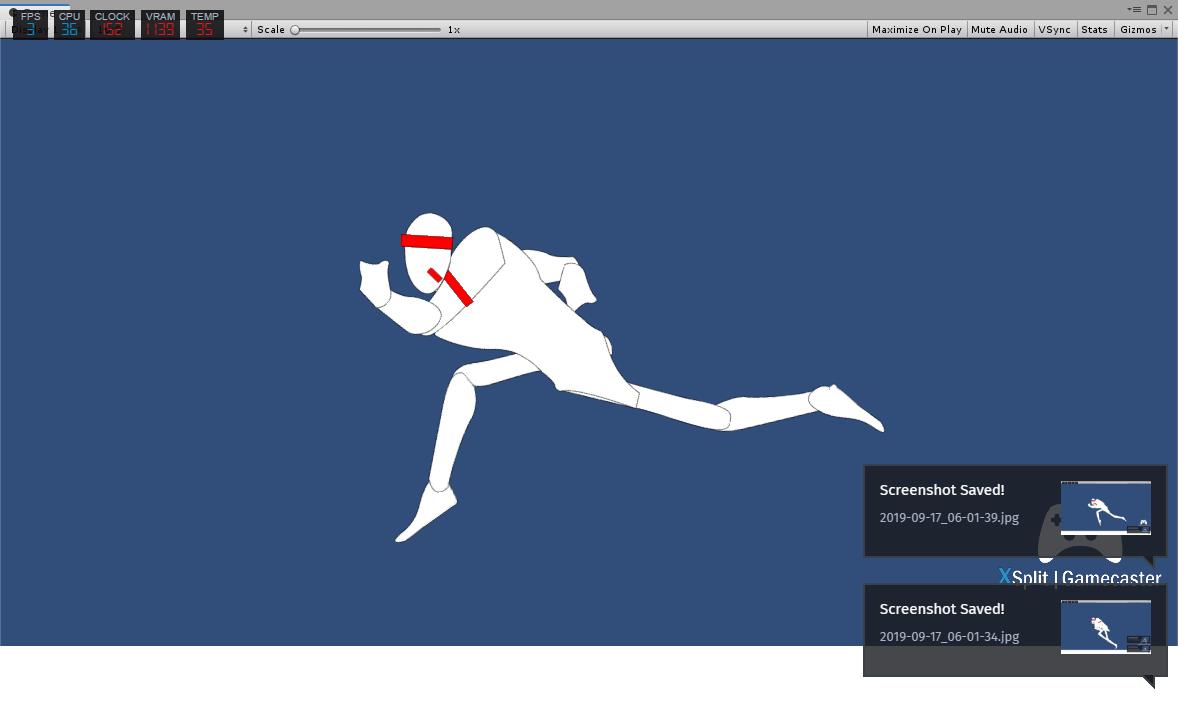 FPS CPU CLOCK VRAM TEMP
3 36 152 1139 35
Scale 1x Maximize On Play Mute Audio VSync Stats Gizmos
Screenshot Saved!
2019-09-17_06-01-39.jpg
XSplit | Gamecaster
Screenshot Saved!
2019-09-17_06-01-34.jpg